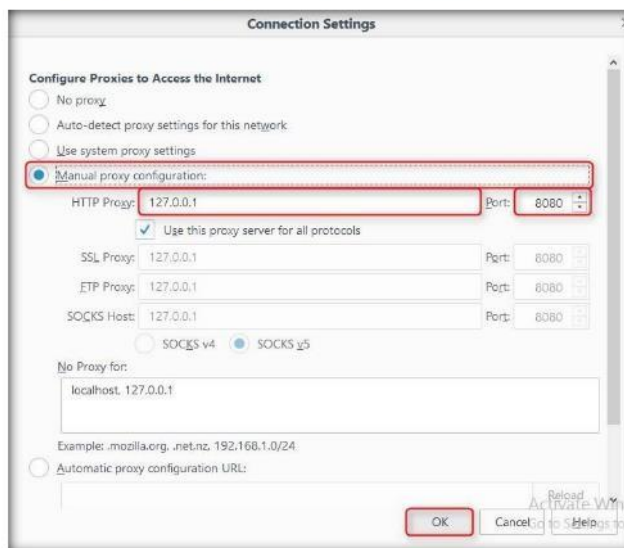 Connection Settings
Configure Proxies to Access the Internet
No proxy
Auto-detect proxy settings for this network
Use system proxy settings
Manual proxy configuration:
HTTP Proxy: 127.0.0.1 Port: 8080
Use this proxy server for all protocols
SSL Proxy: 127.0.0.1 Port: 8080
FTP Proxy: 127.0.0.1 Port: 8080
SOCKS Host: 127.0.0.1 Port: 8080
SOCKS v4 SOCKS v5
No Proxy for:
localhost, 127.0.0.1
Example: .mozilla.org, .net.nz, 192.168.1.0/24
Automatic proxy configuration URL:
Reload
Activate Win
OK Cancel Help